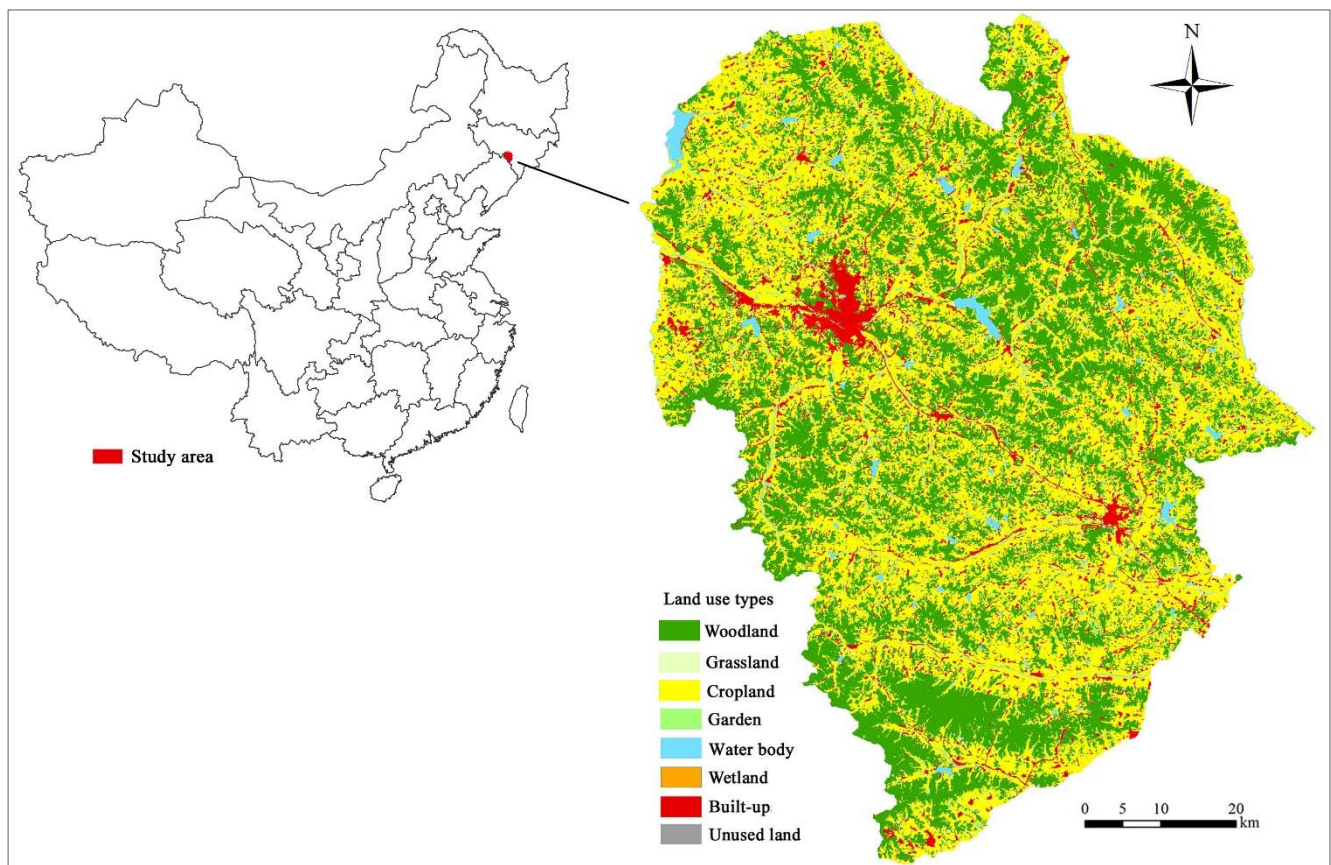 N
Study area
Land use types
Woodland
Grassland
Cropland
Garden
Water body
Wetland
Built-up
Unused land
0 5 10 20
km